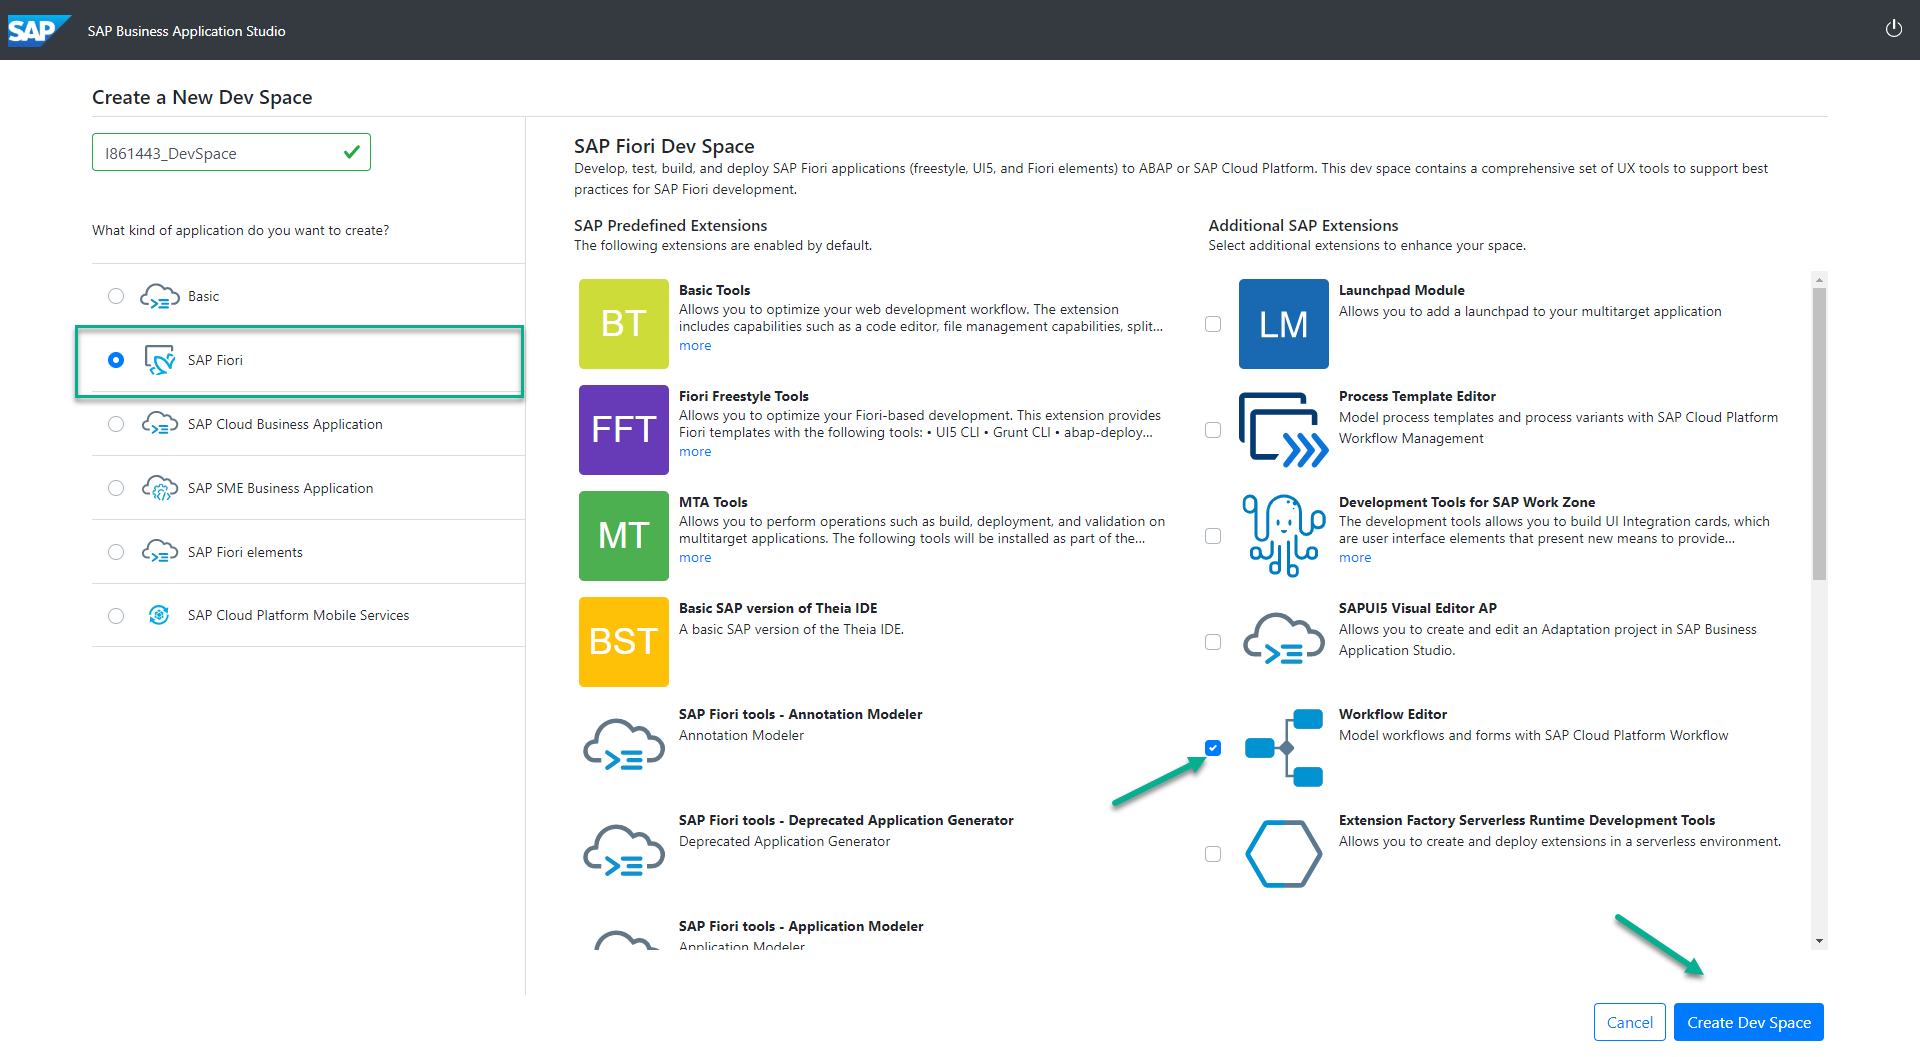 SAP
SAP Business Application Studio
Create a New Dev Space
I861443_DevSpace
What kind of application do you want to create?
Basic
SAP Fiori
SAP Cloud Business Application
SAP SME Business Application
SAP Fiori elements
SAP Cloud Platform Mobile Services
SAP Fiori Dev Space
Develop, test, build, and deploy SAP Fiori applications (freestyle, UI5, and Fiori elements) to ABAP or SAP Cloud Platform. This dev space contains a comprehensive set of UX tools to support best
practices for SAP Fiori development.
SAP Predefined Extensions
The following extensions are enabled by default.
BT
Basic Tools
Allows you to optimize your web development workflow. The extension
includes capabilities such as a code editor, file management capabilities, split...
more
FFT
Fiori Freestyle Tools
Allows you to optimize your Fiori-based development. This extension provides
Fiori templates with the following tools: • UI5 CLI • Grunt CLI • abap-deploy...
more
MT
MTA Tools
Allows you to perform operations such as build, deployment, and validation on
multitarget applications. The following tools will be installed as part of the...
more
BST
Basic SAP version of Theia IDE
A basic SAP version of the Theia IDE.
SAP Fiori tools - Annotation Modeler
Annotation Modeler
SAP Fiori tools - Deprecated Application Generator
Deprecated Application Generator
SAP Fiori tools - Application Modeler
Application Modeler
Additional SAP Extensions
Select additional extensions to enhance your space.
LM
Launchpad Module
Allows you to add a launchpad to your multitarget application
Process Template Editor
Model process templates and process variants with SAP Cloud Platform
Workflow Management
Development Tools for SAP Work Zone
The development tools allows you to build UI Integration cards, which
are user interface elements that present new means to provide...
more
SAPUI5 Visual Editor AP
Allows you to create and edit an Adaptation project in SAP Business
Application Studio.
Workflow Editor
Model workflows and forms with SAP Cloud Platform Workflow
Extension Factory Serverless Runtime Development Tools
Allows you to create and deploy extensions in a serverless environment.
Cancel
Create Dev Space